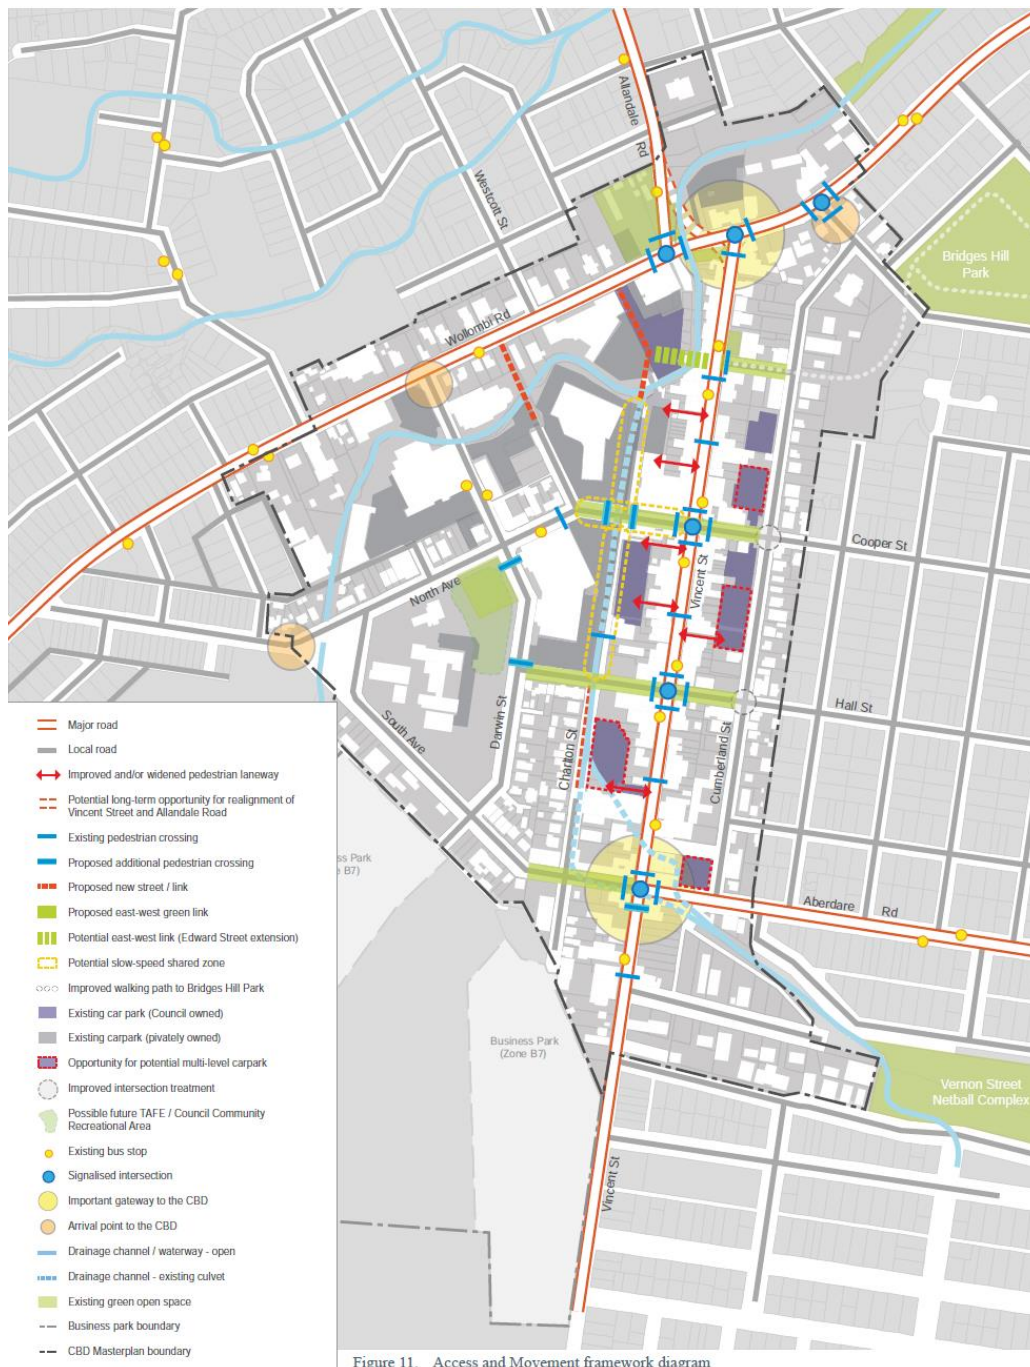 Allandale
Rd
Westcott St
Bridges Hill
Park
Wollombi Rd
Cooper St
Vincent St
North Ave
Hall St
South Ave
Darwin St
Charlton St
Cumberland St
Aberdare Rd
ss Park
B7)
Business Park
(Zone B7)
Vernon Street
Netball Complex
Vincent St
Major road
Local road
Improved and/or widened pedestrian laneway
Potential long-term opportunity for realignment of
Vincent Street and Allandale Road
Existing pedestrian crossing
Proposed additional pedestrian crossing
Proposed new street / link
Proposed east-west green link
Potential east-west link (Edward Street extension)
Potential slow-speed shared zone
Improved walking path to Bridges Hill Park
Existing car park (Council owned)
Existing carpark (pivately owned)
Opportunity for potential multi-level carpark
Improved intersection treatment
Possible future TAFE / Council Community
Recreational Area
Existing bus stop
Signalised intersection
Important gateway to the CBD
Arrival point to the CBD
Drainage channel / waterway - open
Drainage channel - existing culvet
Existing green open space
Business park boundary
CBD Masterplan boundary
Figure 11. Access and Movement framework diagram